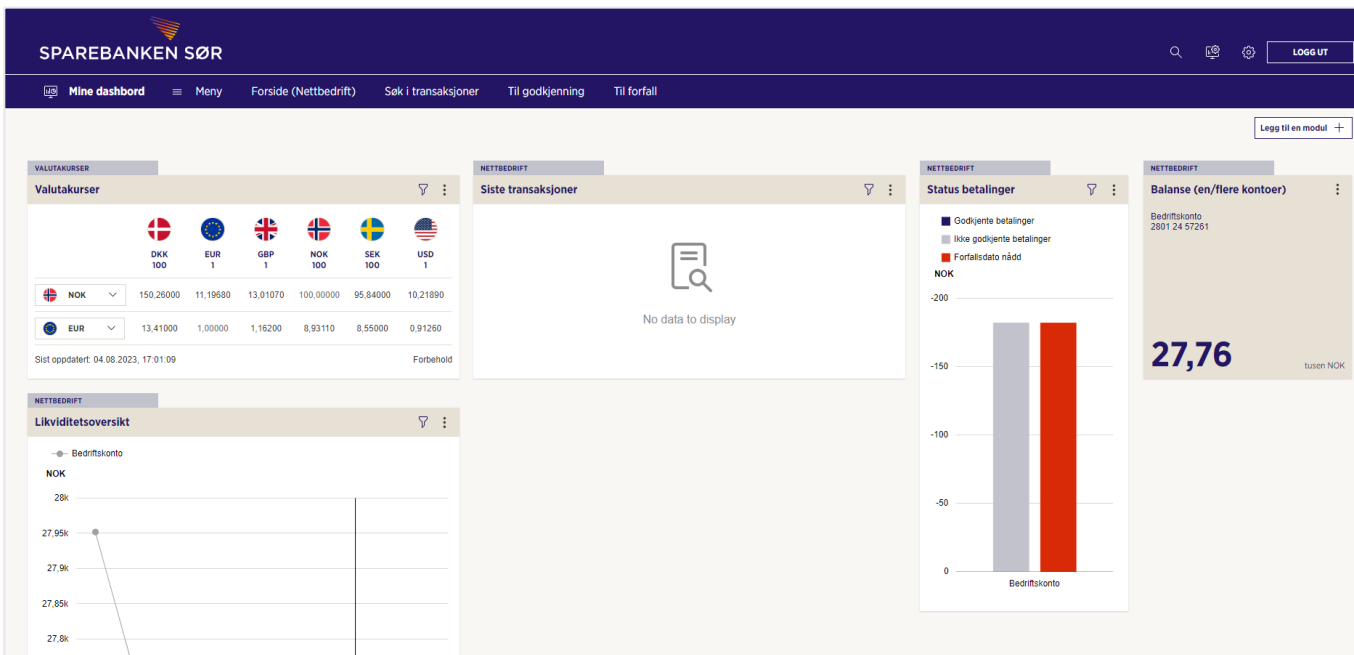 SPAREBANKEN SØR
LOGG UT
Mine dashbord Meny Forside (Nettbedrift) Søk i transaksjoner Til godkjenning Til forfall
Legg til en modul
VALUTAKURSER
Valutakurser
DKK EUR GBP NOK SEK USD
100 1 1 100 100 1
NOK 150,26000 11,19680 13,01070 100,00000 95,84000 10,21890
EUR 13,41000 1,00000 1,16200 8,93110 8,55000 0,91260
Sist oppdatert: 04.08.2023, 17:01:09 Forbehold
NETTBEDRIFT
Siste transaksjoner
No data to display
NETTBEDRIFT
Status betalinger
Godkjente betalinger
Ikke godkjente betalinger
Forfallsdato nådd
NOK
-200
-150
-100
-50
0
Bedriftskonto
NETTBEDRIFT
Balanse (en/flere kontoer)
Bedriftskonto
2801 24 57261
27,76 tusen NOK
NETTBEDRIFT
Likviditetsoversikt
Bedriftskonto
NOK
28k
27,95k
27,9k
27,85k
27,8k